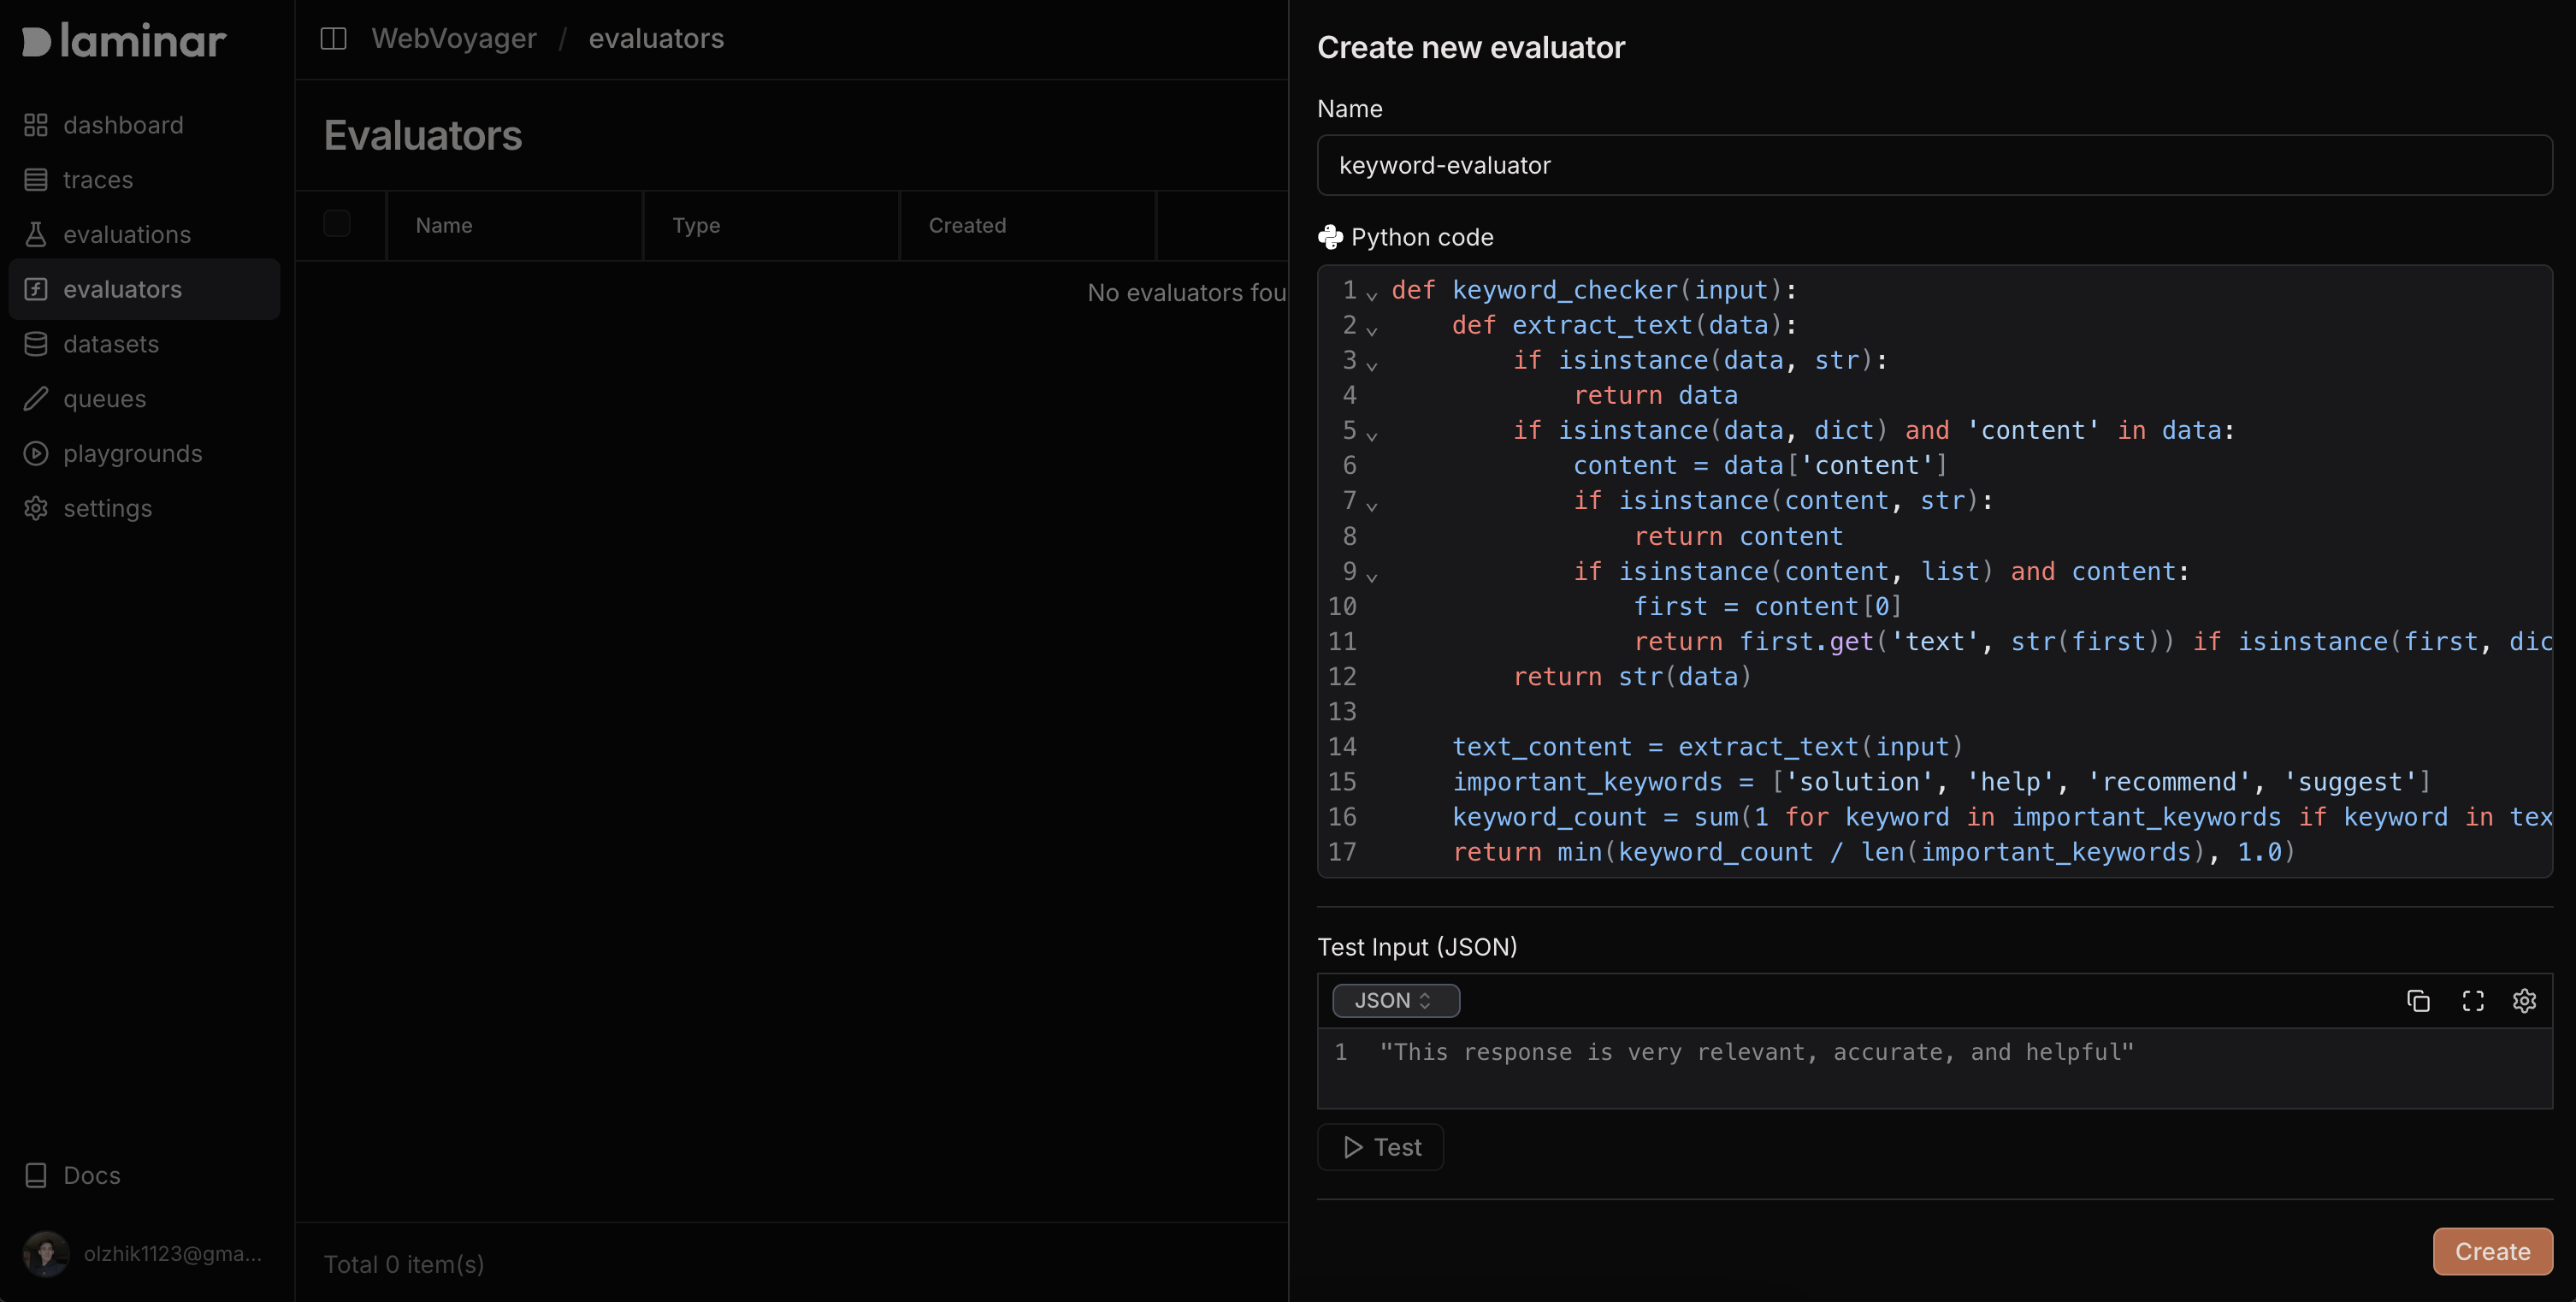 laminar
dashboard
traces
evaluations
evaluators
datasets
queues
playgrounds
settings
Docs
olzhik1123@gma...
WebVoyager / evaluators
Evaluators
Name Type Created
No evaluators fou
Total 0 item(s)
Create new evaluator
Name
keyword-evaluator
Python code
1 def keyword_checker(input):
2     def extract_text(data):
3         if isinstance(data, str):
4             return data
5         if isinstance(data, dict) and 'content' in data:
6             content = data['content']
7             if isinstance(content, str):
8                 return content
9             if isinstance(content, list) and content:
10                 first = content[0]
11                 return first.get('text', str(first)) if isinstance(first, dic
12         return str(data)
13
14     text_content = extract_text(input)
15     important_keywords = ['solution', 'help', 'recommend', 'suggest']
16     keyword_count = sum(1 for keyword in important_keywords if keyword in tex
17     return min(keyword_count / len(important_keywords), 1.0)
Test Input (JSON)
JSON
1 "This response is very relevant, accurate, and helpful"
Test
Create